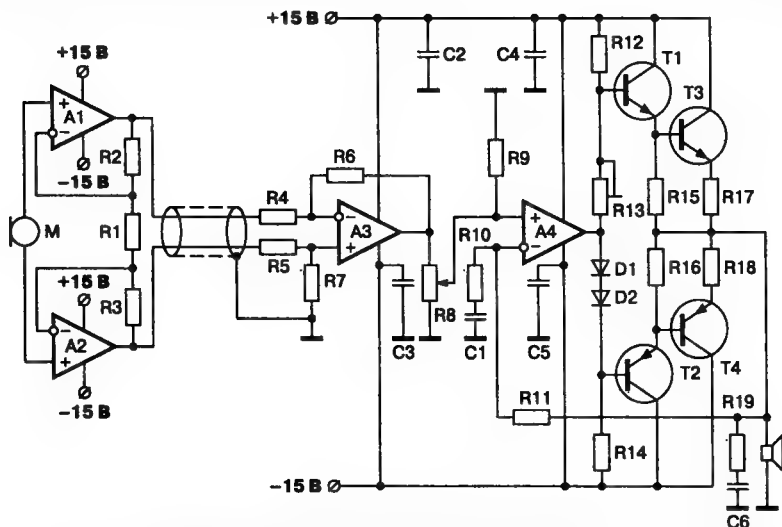 +15 В
C2
C4
R12
T1
T3
+15 В
+
A1
−
−15 В
R2
R6
R9
R4
R13
R15
R17
M
R1
−
A3
+
+
A4
−
R10
R5
D1
R16
R18
+15 В
R3
R7
R8
D2
−
A2
+
C3
C1
C5
T2
T4
−15 В
R11
R19
R14
−15 В
C6